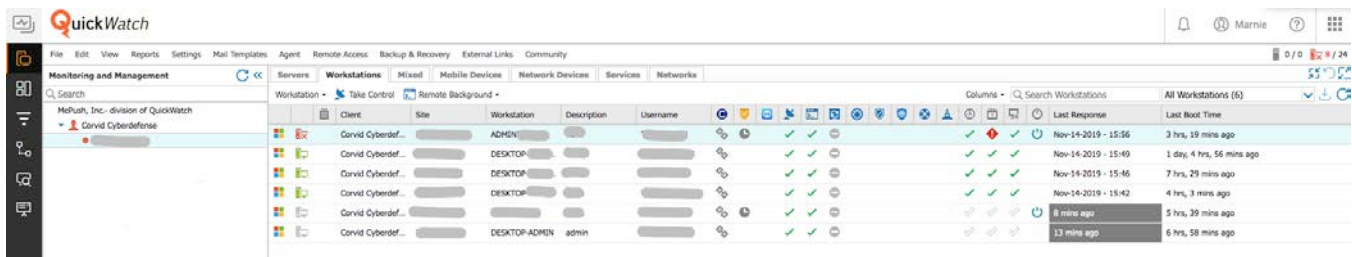 QuickWatch
Marnie
File Edit View Reports Settings Mail Templates Agent Remote Access Backup & Recovery External Links Community 0 / 0 8 / 24
Monitoring and Management Servers Workstations Mixed Mobile Devices Network Devices Services Networks
Search Workstation Take Control Remote Background Columns Search Workstations All Workstations (6)
MePush, Inc.- division of QuickWatch
Corvid Cyberdefense
Client Site Workstation Description Username Last Response Last Boot Time
Corvid Cyberdef... ADMIN Nov-14-2019 - 15:56 3 hrs, 19 mins ago
Corvid Cyberdef... DESKTOP- Nov-14-2019 - 15:49 1 day, 4 hrs, 56 mins ago
Corvid Cyberdef... DESKTOP- Nov-14-2019 - 15:46 7 hrs, 29 mins ago
Corvid Cyberdef... DESKTOP- Nov-14-2019 - 15:42 4 hrs, 3 mins ago
Corvid Cyberdef... 8 mins ago 5 hrs, 39 mins ago
Corvid Cyberdef... DESKTOP-ADMIN admin 13 mins ago 6 hrs, 58 mins ago